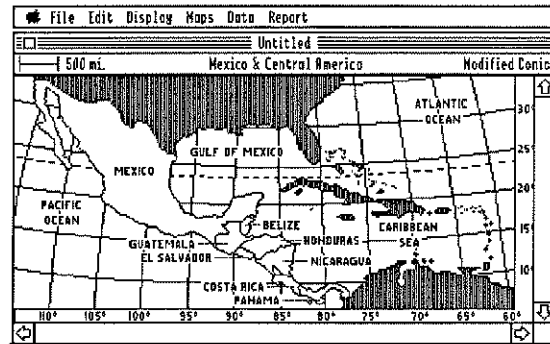 File Edit Display Maps Data Report
Untitled
500 mi. Mexico & Central America Modified Conic
ATLANTIC
OCEAN
30°
GULF OF MEXICO
25°
MEXICO
20°
PACIFIC
OCEAN
BELIZE
CARIBBEAN
SEA
15°
GUATEMALA
HONDURAS
EL SALVADOR
NICARAGUA
10°
COSTA RICA
PANAMA
110° 105° 100° 95° 90° 85° 80° 75° 70° 65° 60°